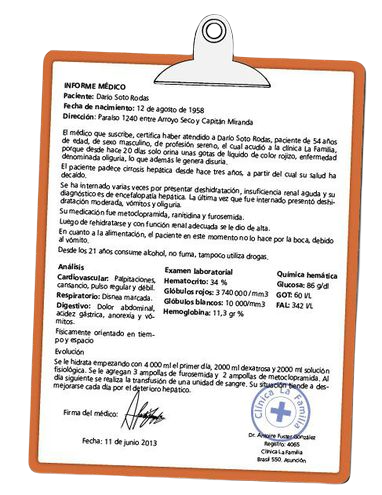 INFORME MÉDICO
Paciente: Darío Soto Rodas
Fecha de nacimiento: 12 de agosto de 1958
Dirección: Paraíso 1240 entre Arroyo Seco y Capitán Miranda
El médico que suscribe, certifica haber atendido a Darío Soto Rodas, paciente de 54 años
de edad, de sexo masculino, de profesión sereno, el cual acudió a la clínica La Familia,
porque desde hace 20 días solo orina unas gotas de líquido de color rojizo, enfermedad
denominada oliguria, lo que además le genera disuria.
El paciente padece cirrosis hepática desde hace tres años, a partir del cual su salud ha
decaído.
Se ha internado varias veces por presentar deshidratación, insuficiencia renal aguda y su
diagnóstico es de encefalopatía hepática. La última vez que fue internado presentó deshi-
dratación moderada, vómitos y oliguria.
Su medicación fue metoclopramida, ranitidina y furosemida.
Luego de rehidratarse y con función renal adecuada se le dio de alta.
En cuanto a la alimentación, el paciente en este momento no lo hace por la boca, debido
al vómito.
Desde los 21 años consume alcohol, no fuma, tampoco utiliza drogas.
Análisis
Cardiovascular: Palpitaciones,
cansancio, pulso regular y débil.
Respiratorio: Disnea marcada.
Digestivo: Dolor abdominal,
acidez gástrica, anorexia y vó-
mitos.
Físicamente orientado en tiem-
po y espacio
Examen laboratorial
Hematocrito: 34 %
Glóbulos rojos: 3 740 000/mm3
Glóbulos blancos: 10 000/mm3
Hemoglobina: 11,3 gr %
Química hemática
Glucosa: 86 g/dl
GOT: 60 I/L
FAL: 342 I/L
Evolución
Se le hidrata empezando con 4 000 ml el primer día, 2000 ml dextrosa y 2000 ml solución
fisiológica. Se le agregan 3 ampollas de furosemida y 2 ampollas de metoclopramida. Al
día siguiente se realiza la transfusión de una unidad de sangre. Su situación tiende a des-
mejorarse cada día por el deterioro hepático.
Firma del médico:
Clínica La Familia
Fecha: 11 de junio 2013
Dr. Antoine Fuster González
Registro: 4065
Clínica La Familia
Brasil 550. Asunción